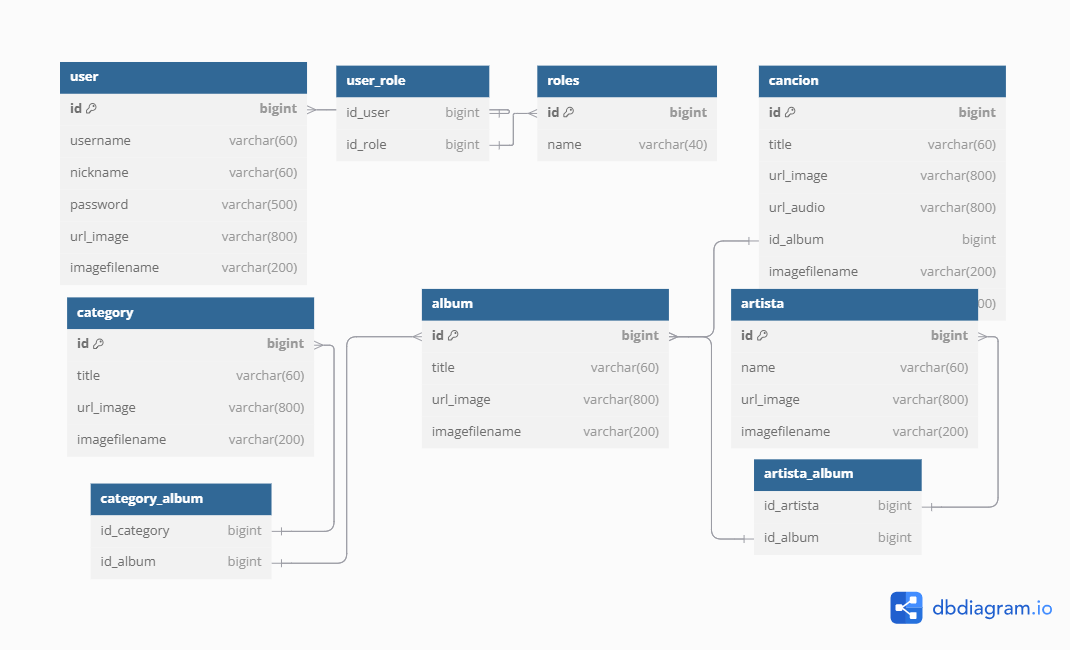 user
id bigint
username varchar(60)
nickname varchar(60)
password varchar(500)
url_image varchar(800)
imagefilename varchar(200)
user_role
id_user bigint
id_role bigint
roles
id bigint
name varchar(40)
cancion
id bigint
title varchar(60)
url_image varchar(800)
url_audio varchar(800)
id_album bigint
imagefilename varchar(200)
category
id bigint
title varchar(60)
url_image varchar(800)
imagefilename varchar(200)
album
id bigint
title varchar(60)
url_image varchar(800)
imagefilename varchar(200)
artista
id bigint
name varchar(60)
url_image varchar(800)
imagefilename varchar(200)
category_album
id_category bigint
id_album bigint
artista_album
id_artista bigint
id_album bigint
dbdiagram.io